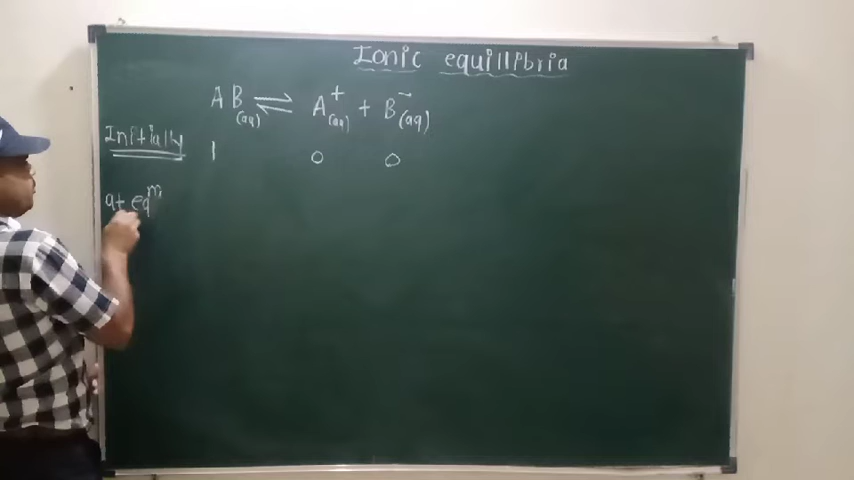 Ionic equilibria
AB(aq) ⇌ A⁺(aq) + B⁻(aq)
Initially 1 0 0
at eqᵐ